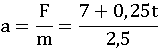 a = F/m = (7 + 0,25t)/2,5